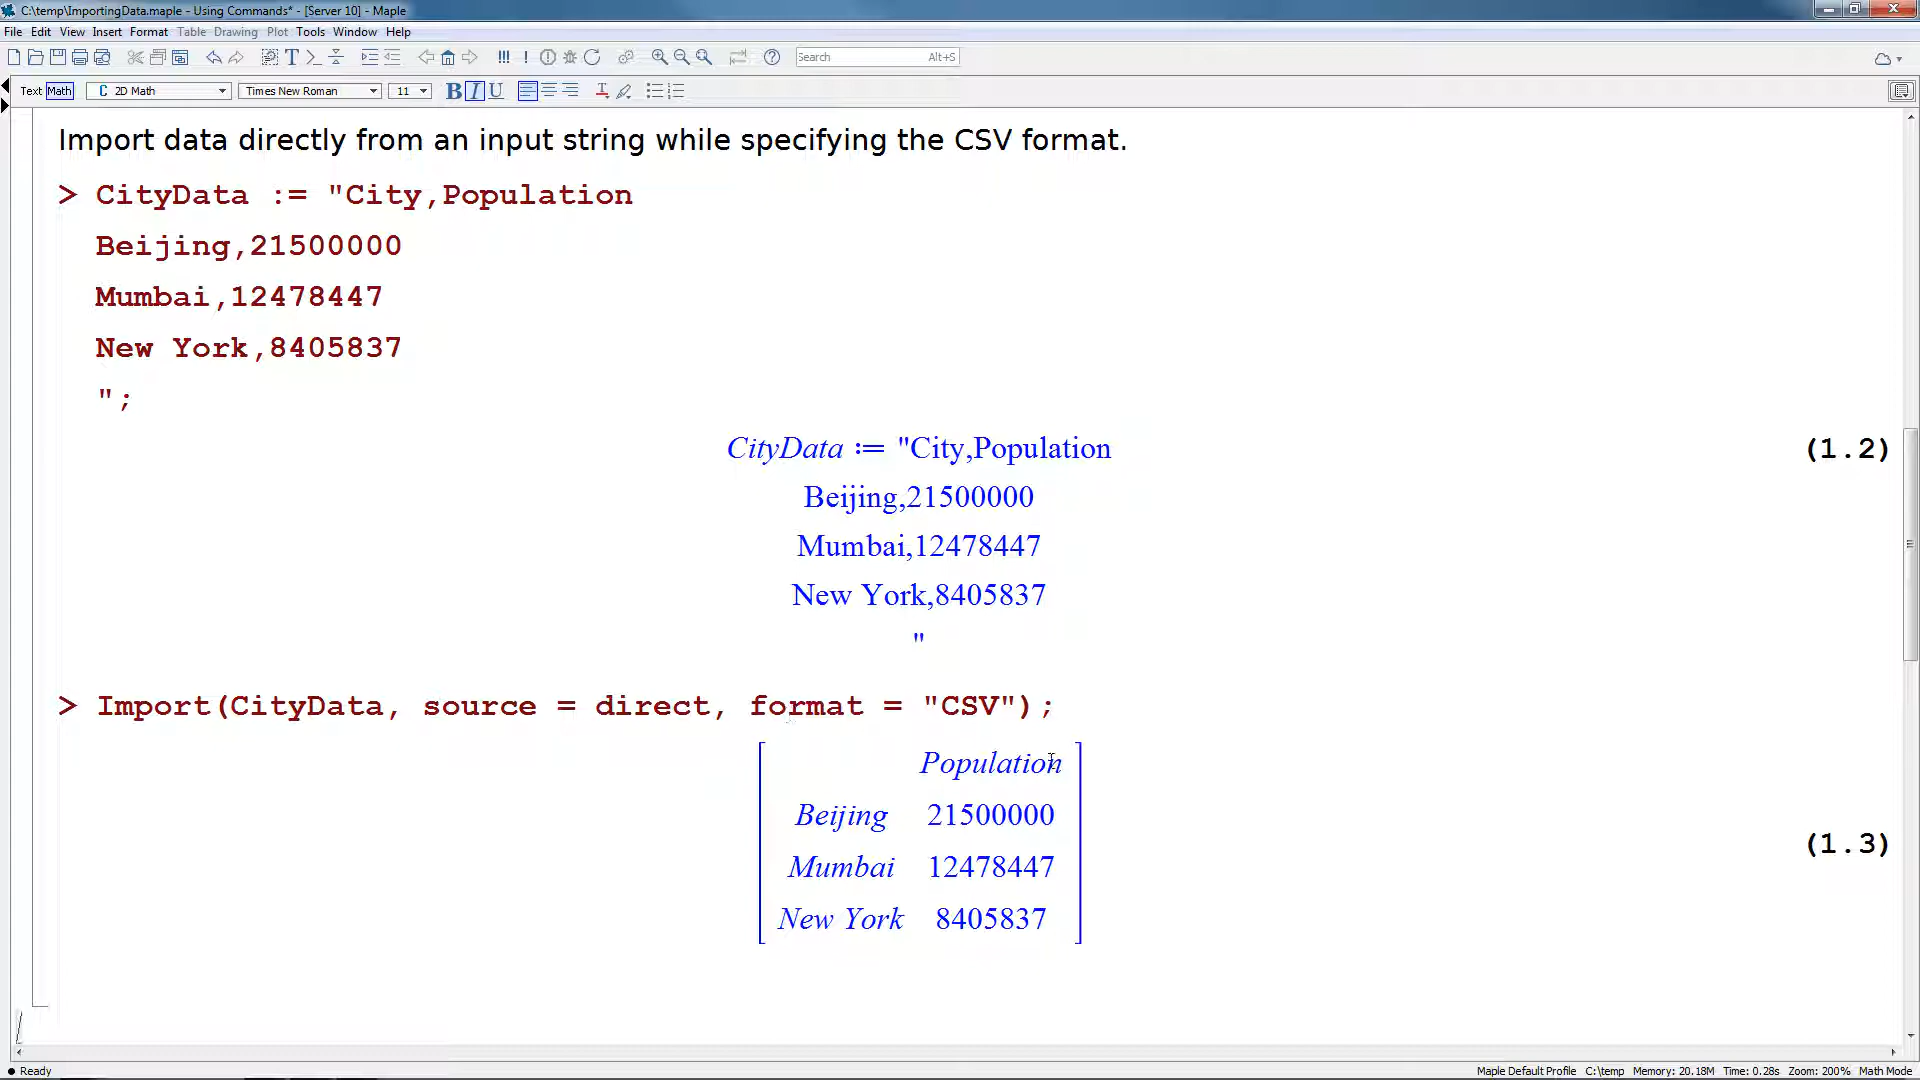 C:\temp\ImportingData.maple - Using Commands* - [Server 10] - Maple
File Edit View Insert Format Table Drawing Plot Tools Window Help
Search Alt+S
Text Math C 2D Math Times New Roman 11 B I U
Import data directly from an input string while specifying the CSV format.
> CityData := "City,Population
Beijing,21500000
Mumbai,12478447
New York,8405837
";
CityData := "City,Population (1.2)
Beijing,21500000
Mumbai,12478447
New York,8405837
"
> Import(CityData, source = direct, format = "CSV");
Population
Beijing 21500000
Mumbai 12478447
New York 8405837
(1.3)
Ready Maple Default Profile C:\temp Memory: 20.18M Time: 0.28s Zoom: 200% Math Mode